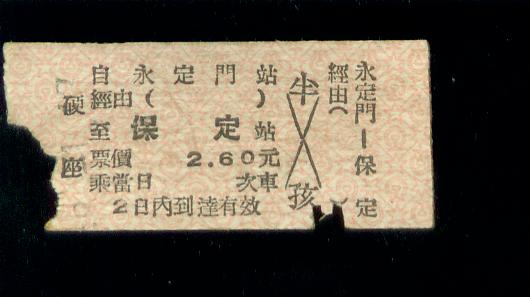 硬座
自永定門站
經由( )
至保定站
票價2.60元
乘當日 次車
2日內到達有效
半孩
經由( )
永定門—保定